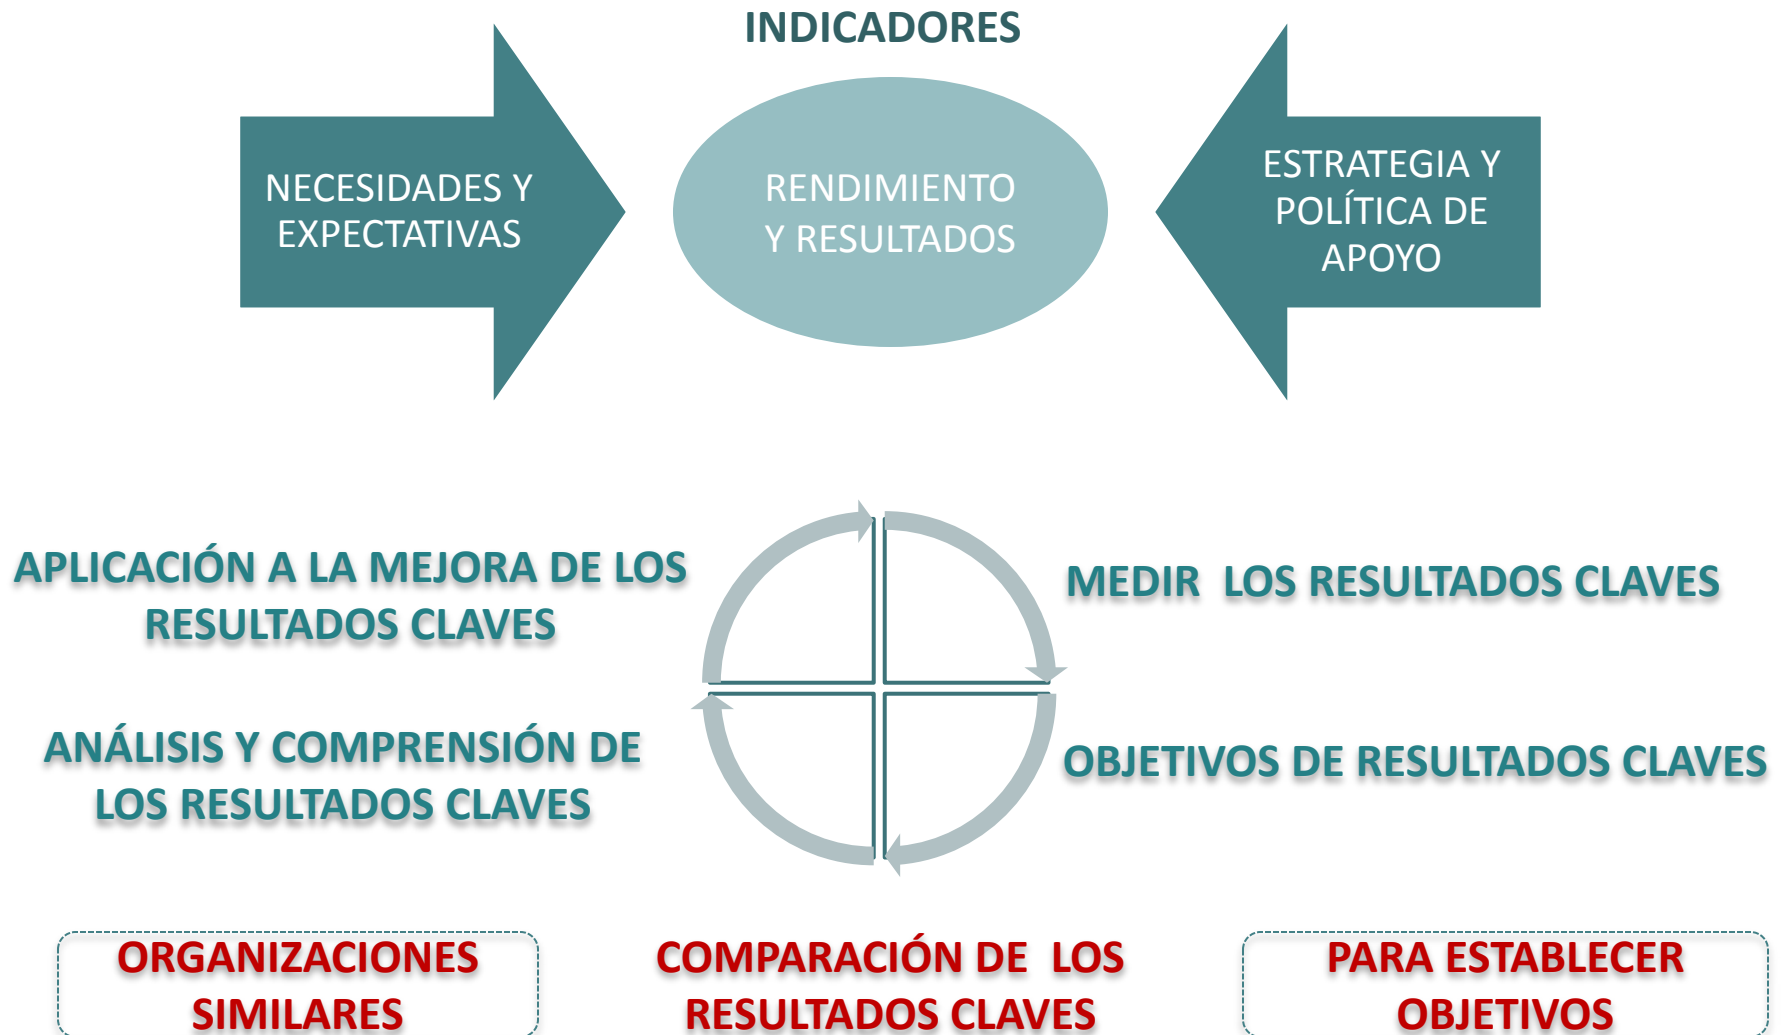 INDICADORES
NECESIDADES Y
EXPECTATIVAS
RENDIMIENTO
Y RESULTADOS
ESTRATEGIA Y
POLÍTICA DE
APOYO
APLICACIÓN A LA MEJORA DE LOS
RESULTADOS CLAVES
MEDIR LOS RESULTADOS CLAVES
ANÁLISIS Y COMPRENSIÓN DE
LOS RESULTADOS CLAVES
OBJETIVOS DE RESULTADOS CLAVES
ORGANIZACIONES
SIMILARES
COMPARACIÓN DE LOS
RESULTADOS CLAVES
PARA ESTABLECER
OBJETIVOS